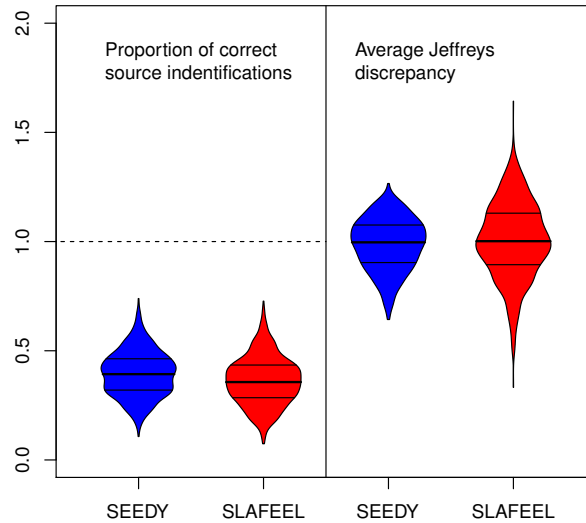 Proportion of correct
source indentifications
Average Jeffreys
discrepancy
2.0
1.5
1.0
0.5
0.0
SEEDY SLAFEEL SEEDY SLAFEEL